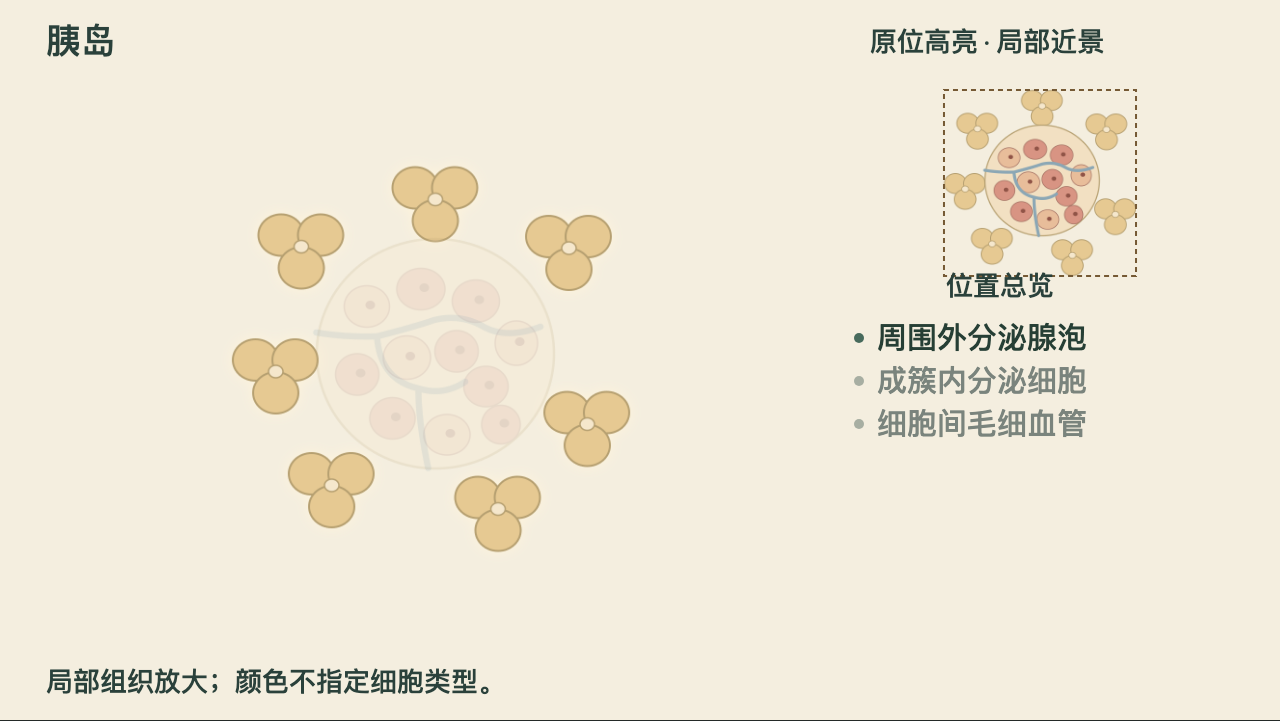 胰岛
原位高亮 · 局部近景
位置总览
周围外分泌腺泡
成簇内分泌细胞
细胞间毛细血管
局部组织放大；颜色不指定细胞类型。